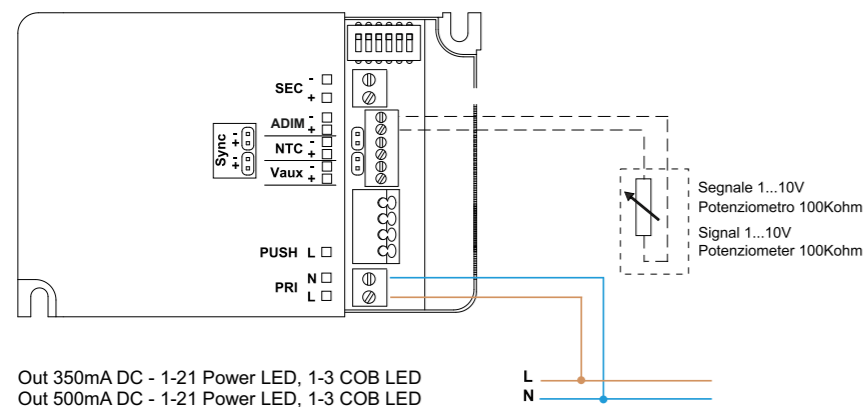 SEC - +
ADIM - +
NTC - +
Vaux - +
Sync + - + -
PUSH L
PRI N L
Segnale 1...10V
Potenziometro 100Kohm
Signal 1...10V
Potenziometer 100Kohm
Out 350mA DC - 1-21 Power LED, 1-3 COB LED
Out 500mA DC - 1-21 Power LED, 1-3 COB LED
L
N